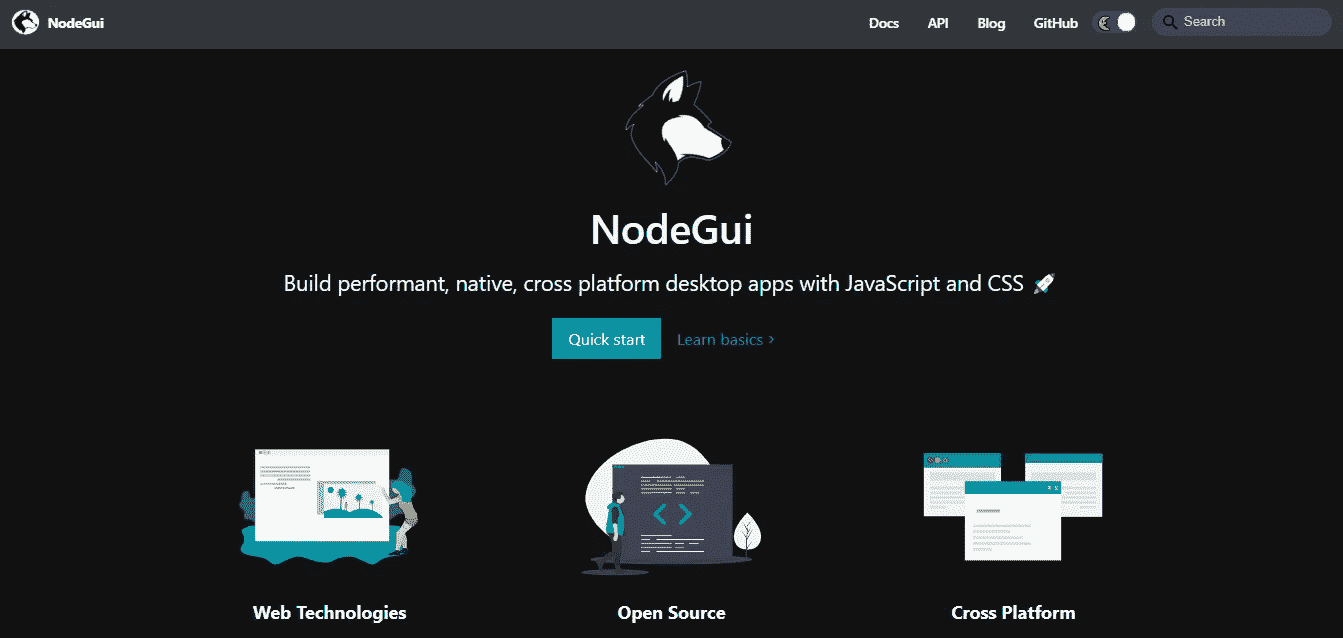 NodeGui
Docs API Blog GitHub Search
NodeGui
Build performant, native, cross platform desktop apps with JavaScript and CSS 🚀
Quick start Learn basics >
Web Technologies Open Source Cross Platform